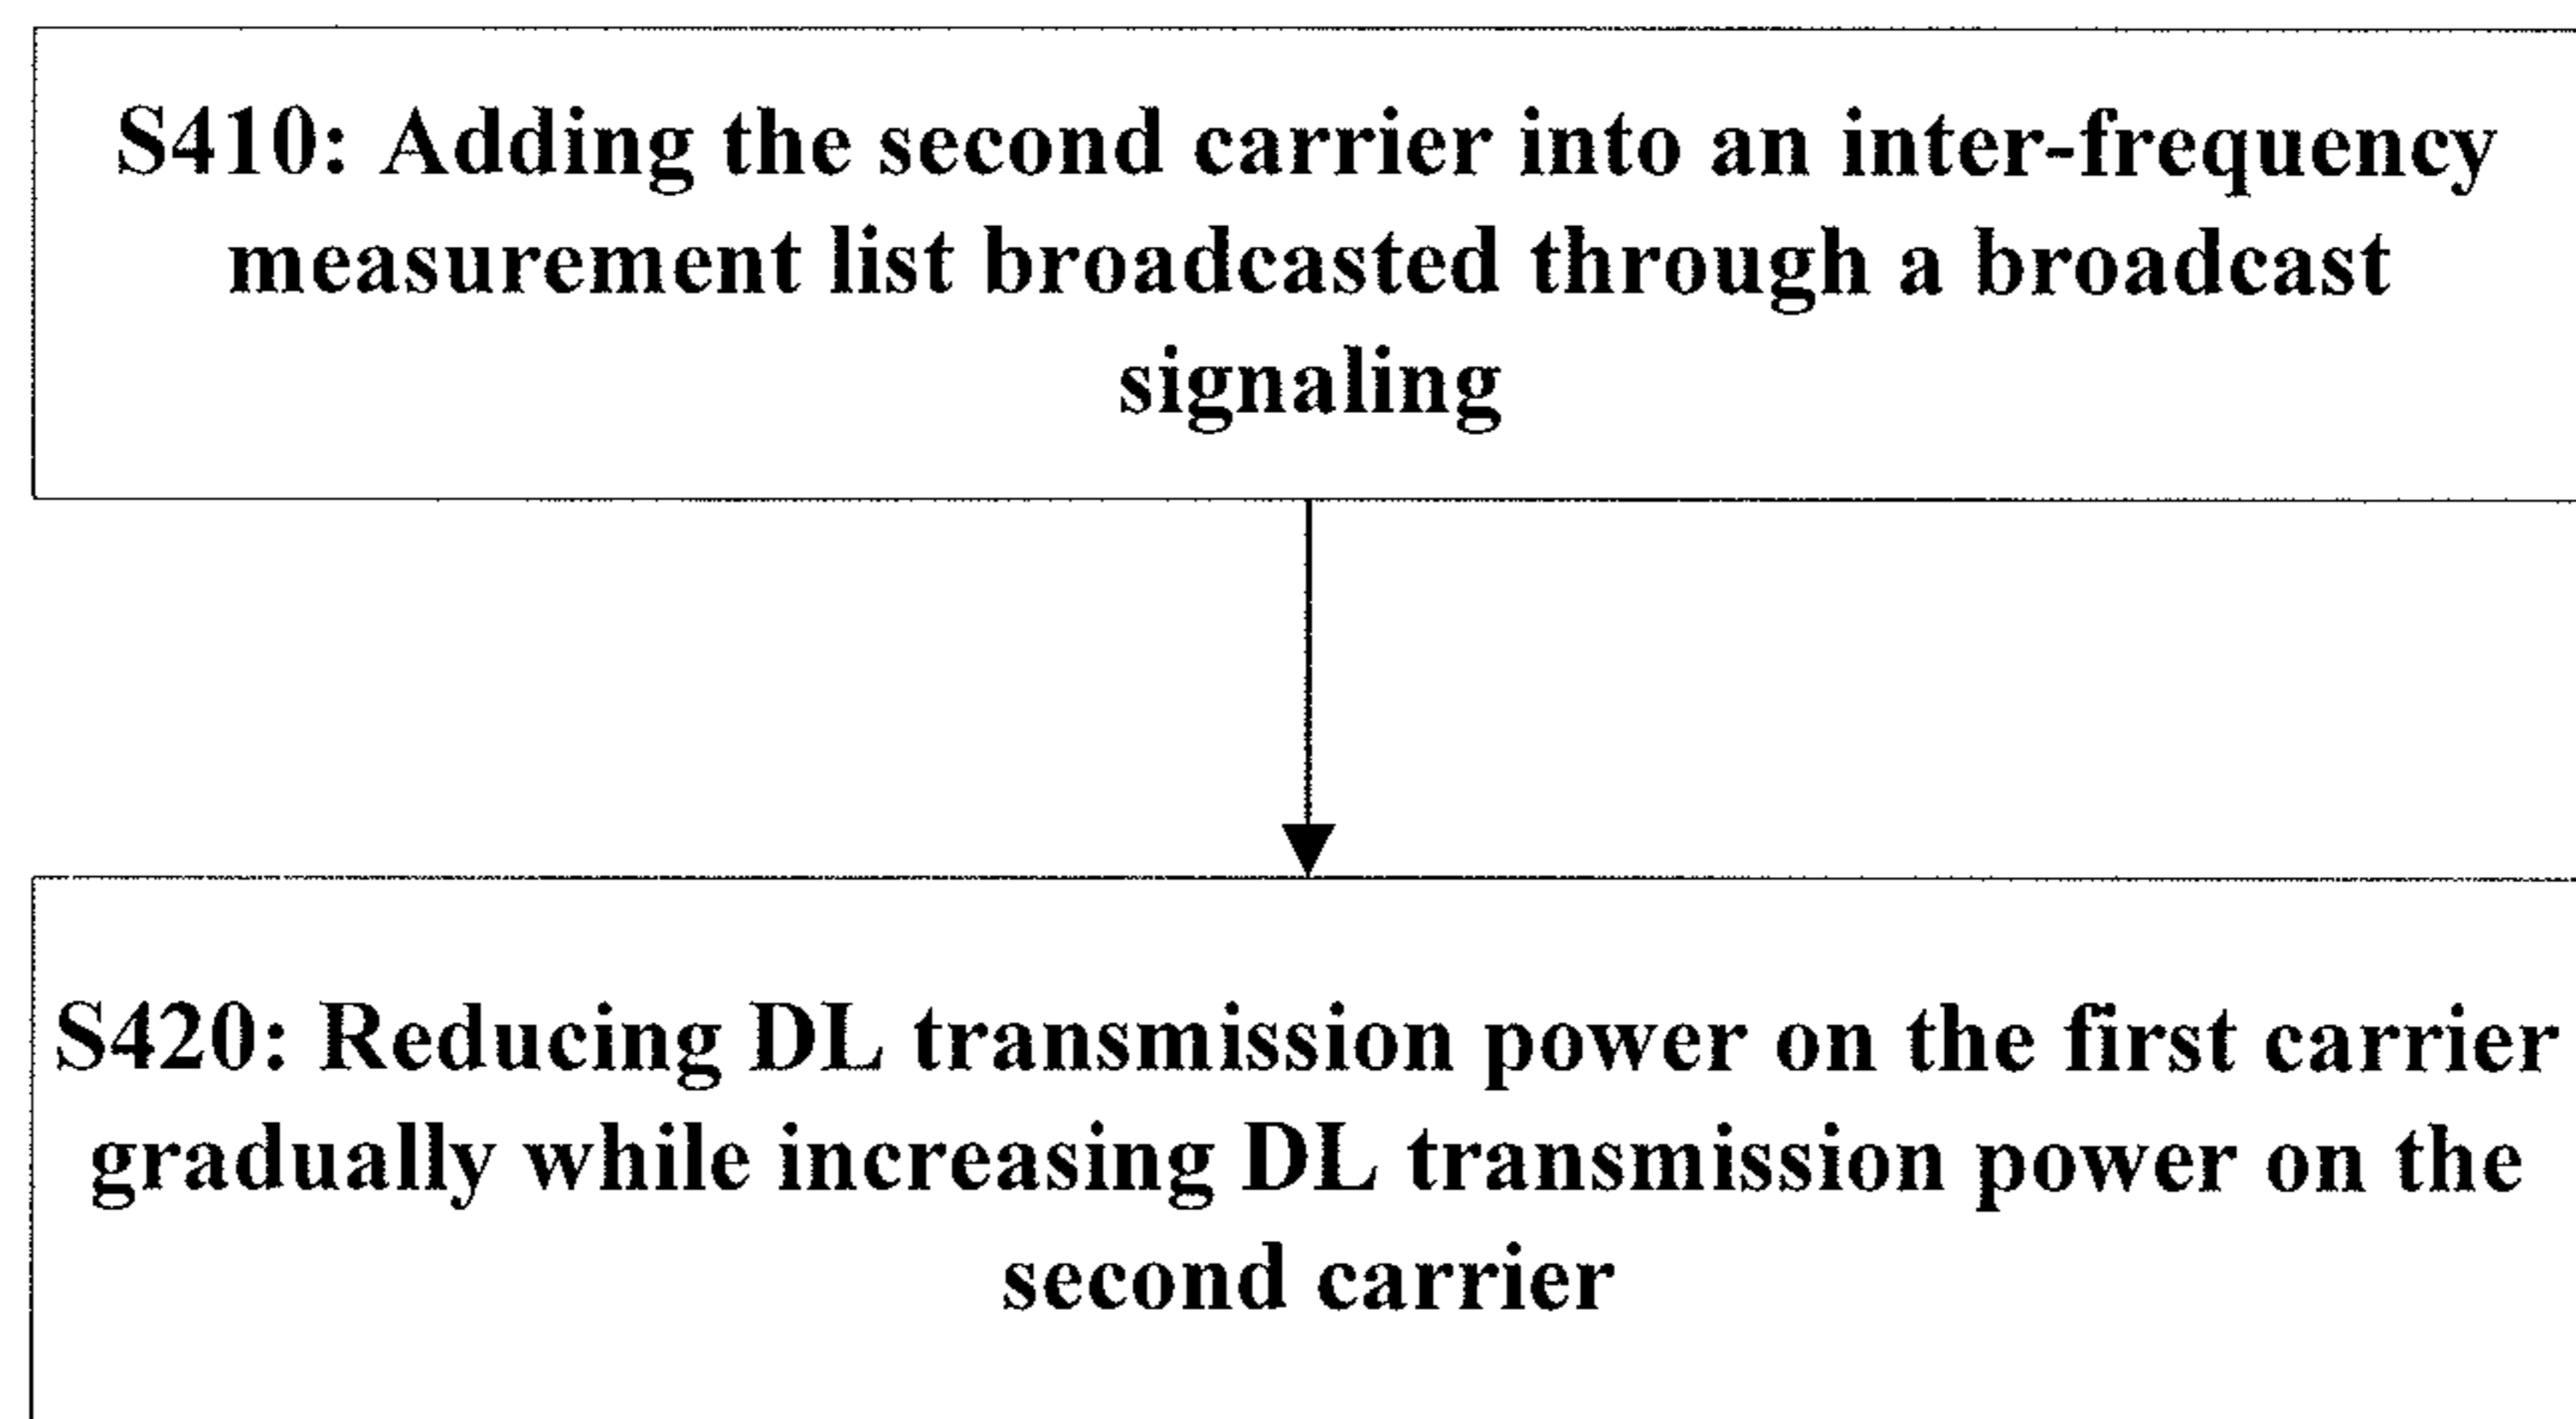 S410: Adding the second carrier into an inter-frequency
measurement list broadcasted through a broadcast
signaling
S420: Reducing DL transmission power on the first carrier
gradually while increasing DL transmission power on the
second carrier